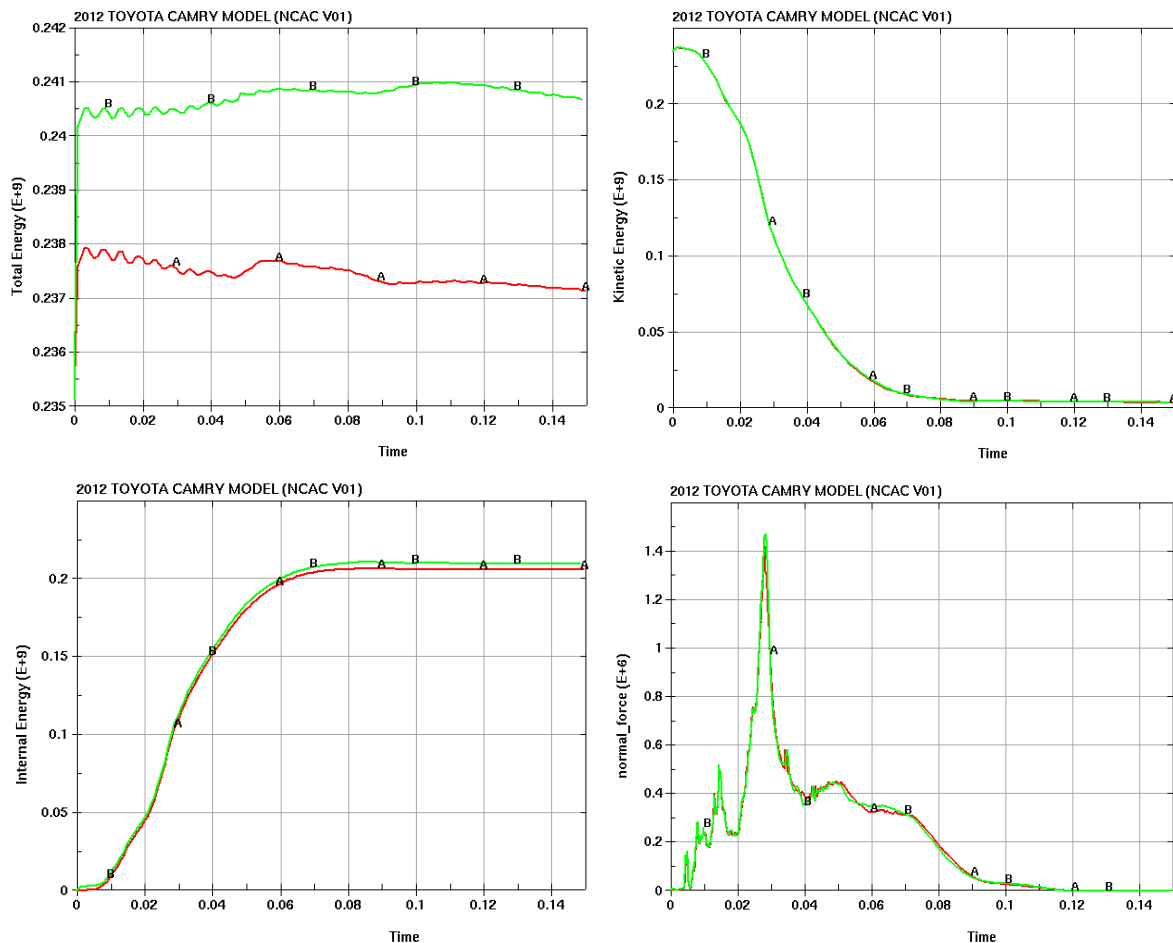 2012 TOYOTA CAMRY MODEL (NCAC V01)
Total Energy (E+9)
0.242
0.241
0.24
0.239
0.238
0.237
0.236
0.235
B
B
B
B
B
A
A
A
A
A
0
0.02
0.04
0.06
0.08
0.1
0.12
0.14
Time
2012 TOYOTA CAMRY MODEL (NCAC V01)
Kinetic Energy (E+9)
0.2
0.15
0.1
0.05
0
B
A
B
A
B
A
B
A
B
A
0
0.02
0.04
0.06
0.08
0.1
0.12
0.14
Time
2012 TOYOTA CAMRY MODEL (NCAC V01)
Internal Energy (E+9)
0.2
0.15
0.1
0.05
0
B
A
B
A
B
A
B
A
B
A
0
0.02
0.04
0.06
0.08
0.1
0.12
0.14
Time
2012 TOYOTA CAMRY MODEL (NCAC V01)
normal_force (E+6)
1.4
1.2
1
0.8
0.6
0.4
0.2
0
B
A
B
A
B
A
B
A
B
0
0.02
0.04
0.06
0.08
0.1
0.12
0.14
Time